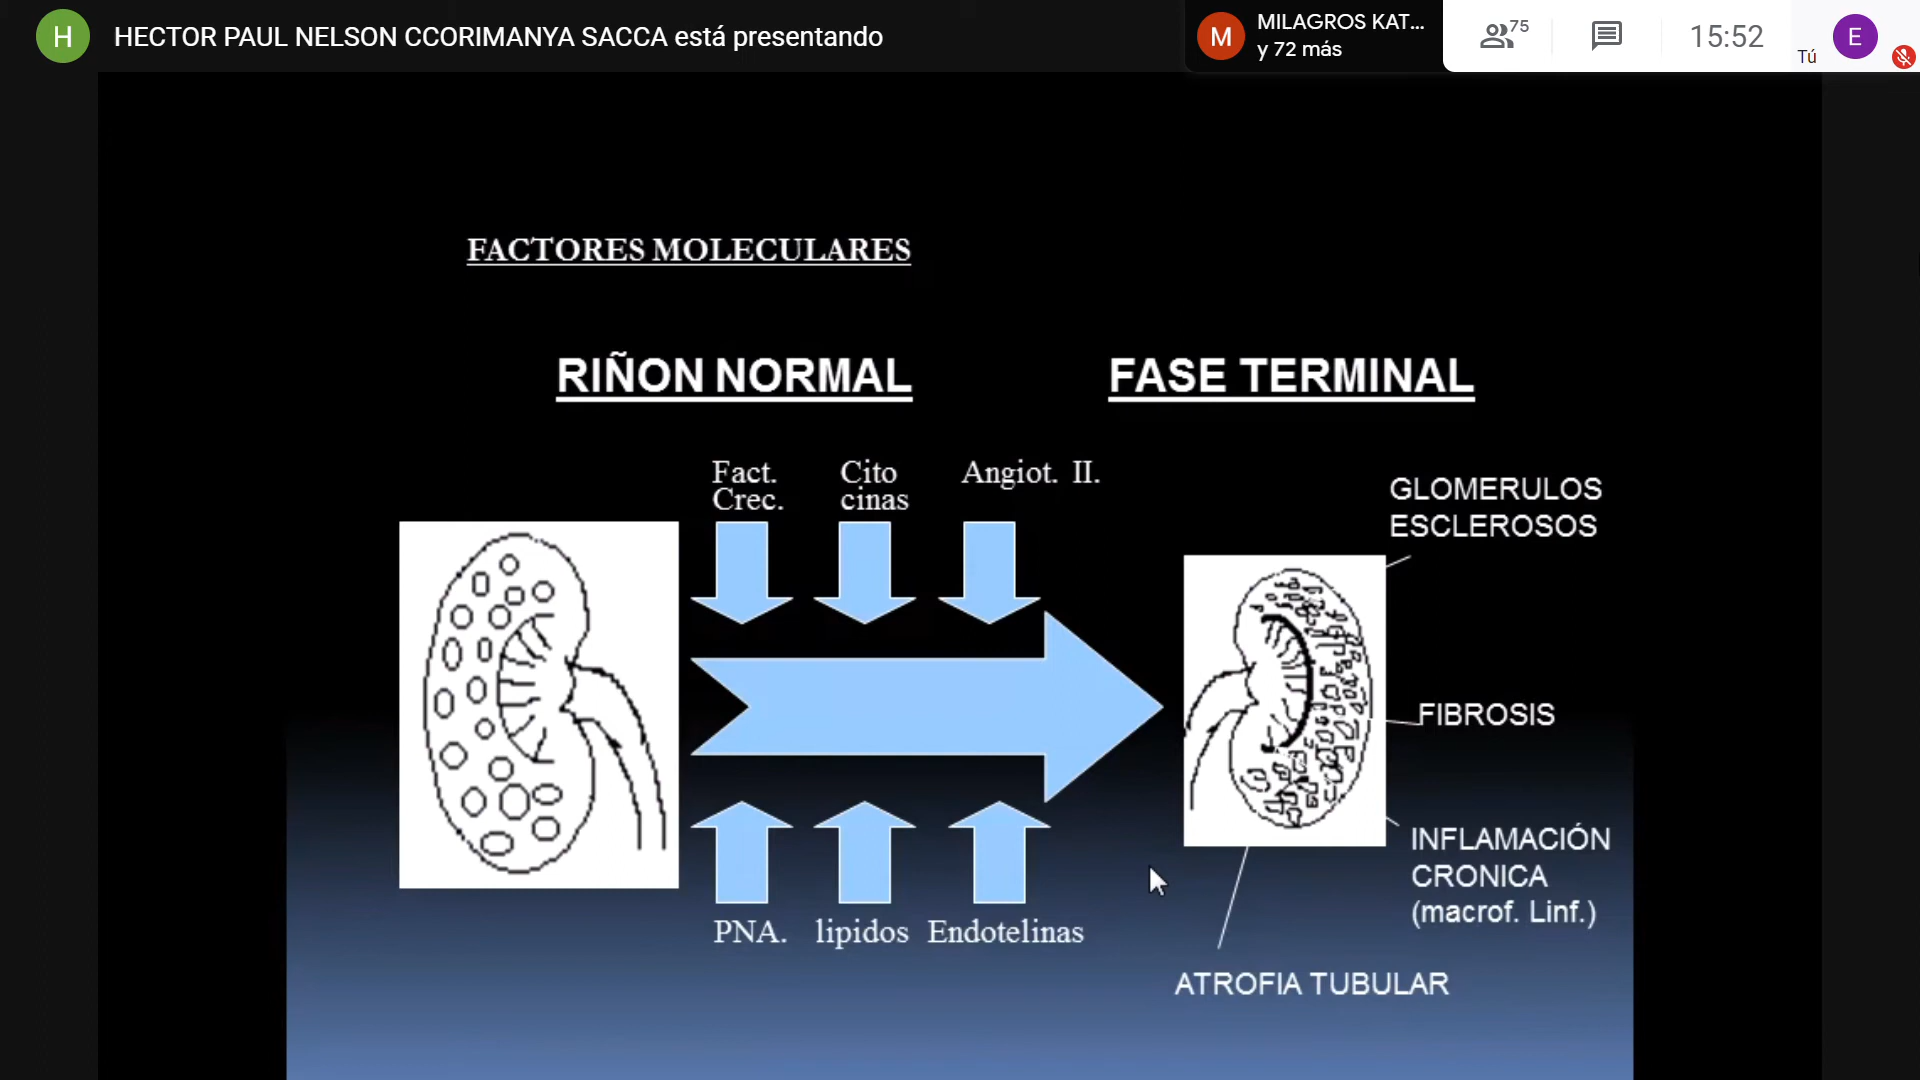 H
HECTOR PAUL NELSON CCORIMANYA SACCA está presentando
M
MILAGROS KAT...
y 72 más
75
15:52
Tú
E
FACTORES MOLECULARES
RIÑON NORMAL
FASE TERMINAL
Fact.
Crec.
Cito
cinas
Angiot. II.
GLOMERULOS
ESCLEROSOS
FIBROSIS
INFLAMACIÓN
CRONICA
(macrof. Linf.)
PNA.
lipidos
Endotelinas
ATROFIA TUBULAR